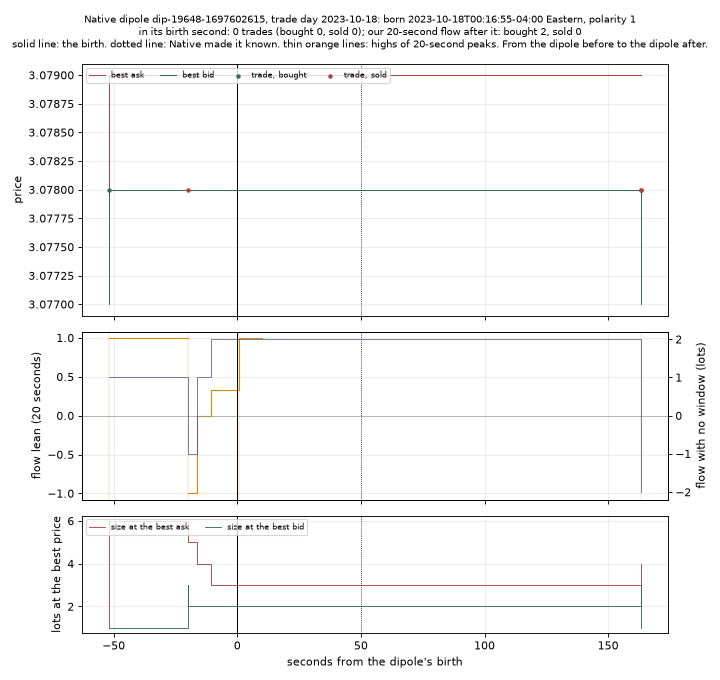 Native dipole dip-19648-1697602615, trade day 2023-10-18: born 2023-10-18T00:16:55-04:00 Eastern, polarity 1
in its birth second: 0 trades (bought 0, sold 0); our 20-second flow after it: bought 2, sold 0
solid line: the birth. dotted line: Native made it known. thin orange lines: highs of 20-second peaks. From the dipole before to the dipole after.
best ask best bid trade, bought trade, sold
3.07900
3.07875
3.07850
3.07825
3.07800
3.07775
3.07750
3.07725
3.07700
price
1.0
0.5
0.0
−0.5
−1.0
flow lean (20 seconds)
2
1
0
−1
−2
flow with no window (lots)
size at the best ask size at the best bid
6
4
2
lots at the best price
−50 0 50 100 150
seconds from the dipole's birth